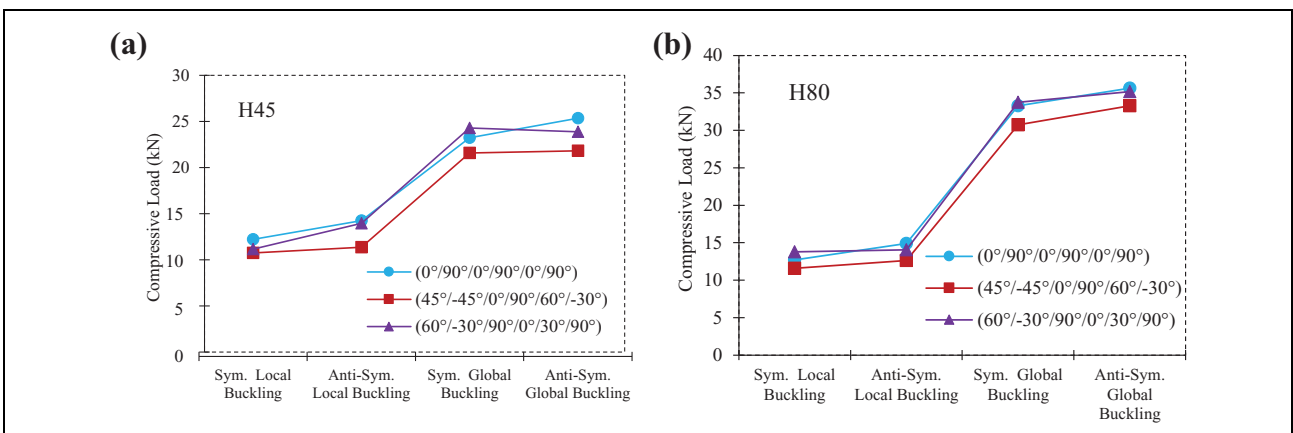 (a)
30
25
20
15
10
5
0
Compressive Load (kN)
H45
(0°/90°/0°/90°/0°/90°)
(45°/-45°/0°/90°/60°/-30°)
(60°/-30°/90°/0°/30°/90°)
Sym. Local
Buckling
Anti-Sym.
Local Buckling
Sym. Global
Buckling
Anti-Sym.
Global Buckling
(b)
40
35
30
25
20
15
10
5
0
Compressive Load (kN)
H80
(0°/90°/0°/90°/0°/90°)
(45°/-45°/0°/90°/60°/-30°)
(60°/-30°/90°/0°/30°/90°)
Sym. Local
Buckling
Anti-Sym.
Local Buckling
Sym. Global
Buckling
Anti-Sym.
Global
Buckling